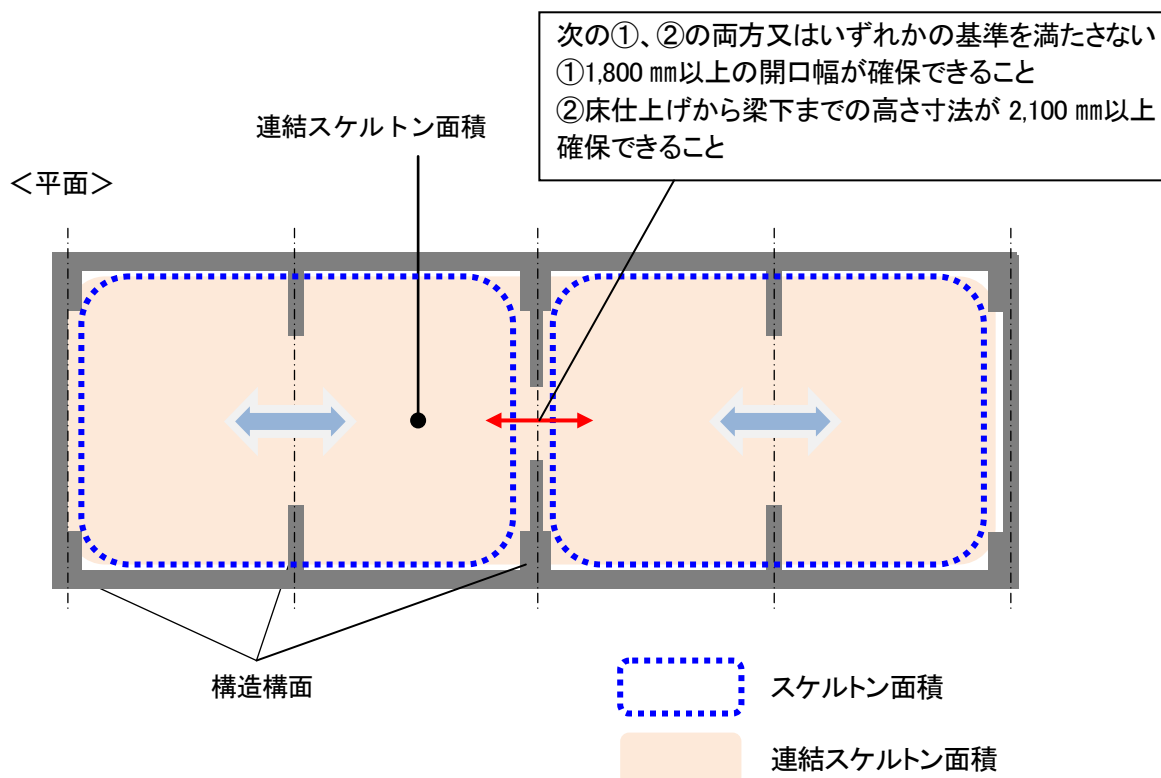 次の①、②の両方又はいずれかの基準を満たさない
①1,800 ㎜以上の開口幅が確保できること
②床仕上げから梁下までの高さ寸法が 2,100 ㎜以上
確保できること
連結スケルトン面積
＜平面＞
構造構面
スケルトン面積
連結スケルトン面積